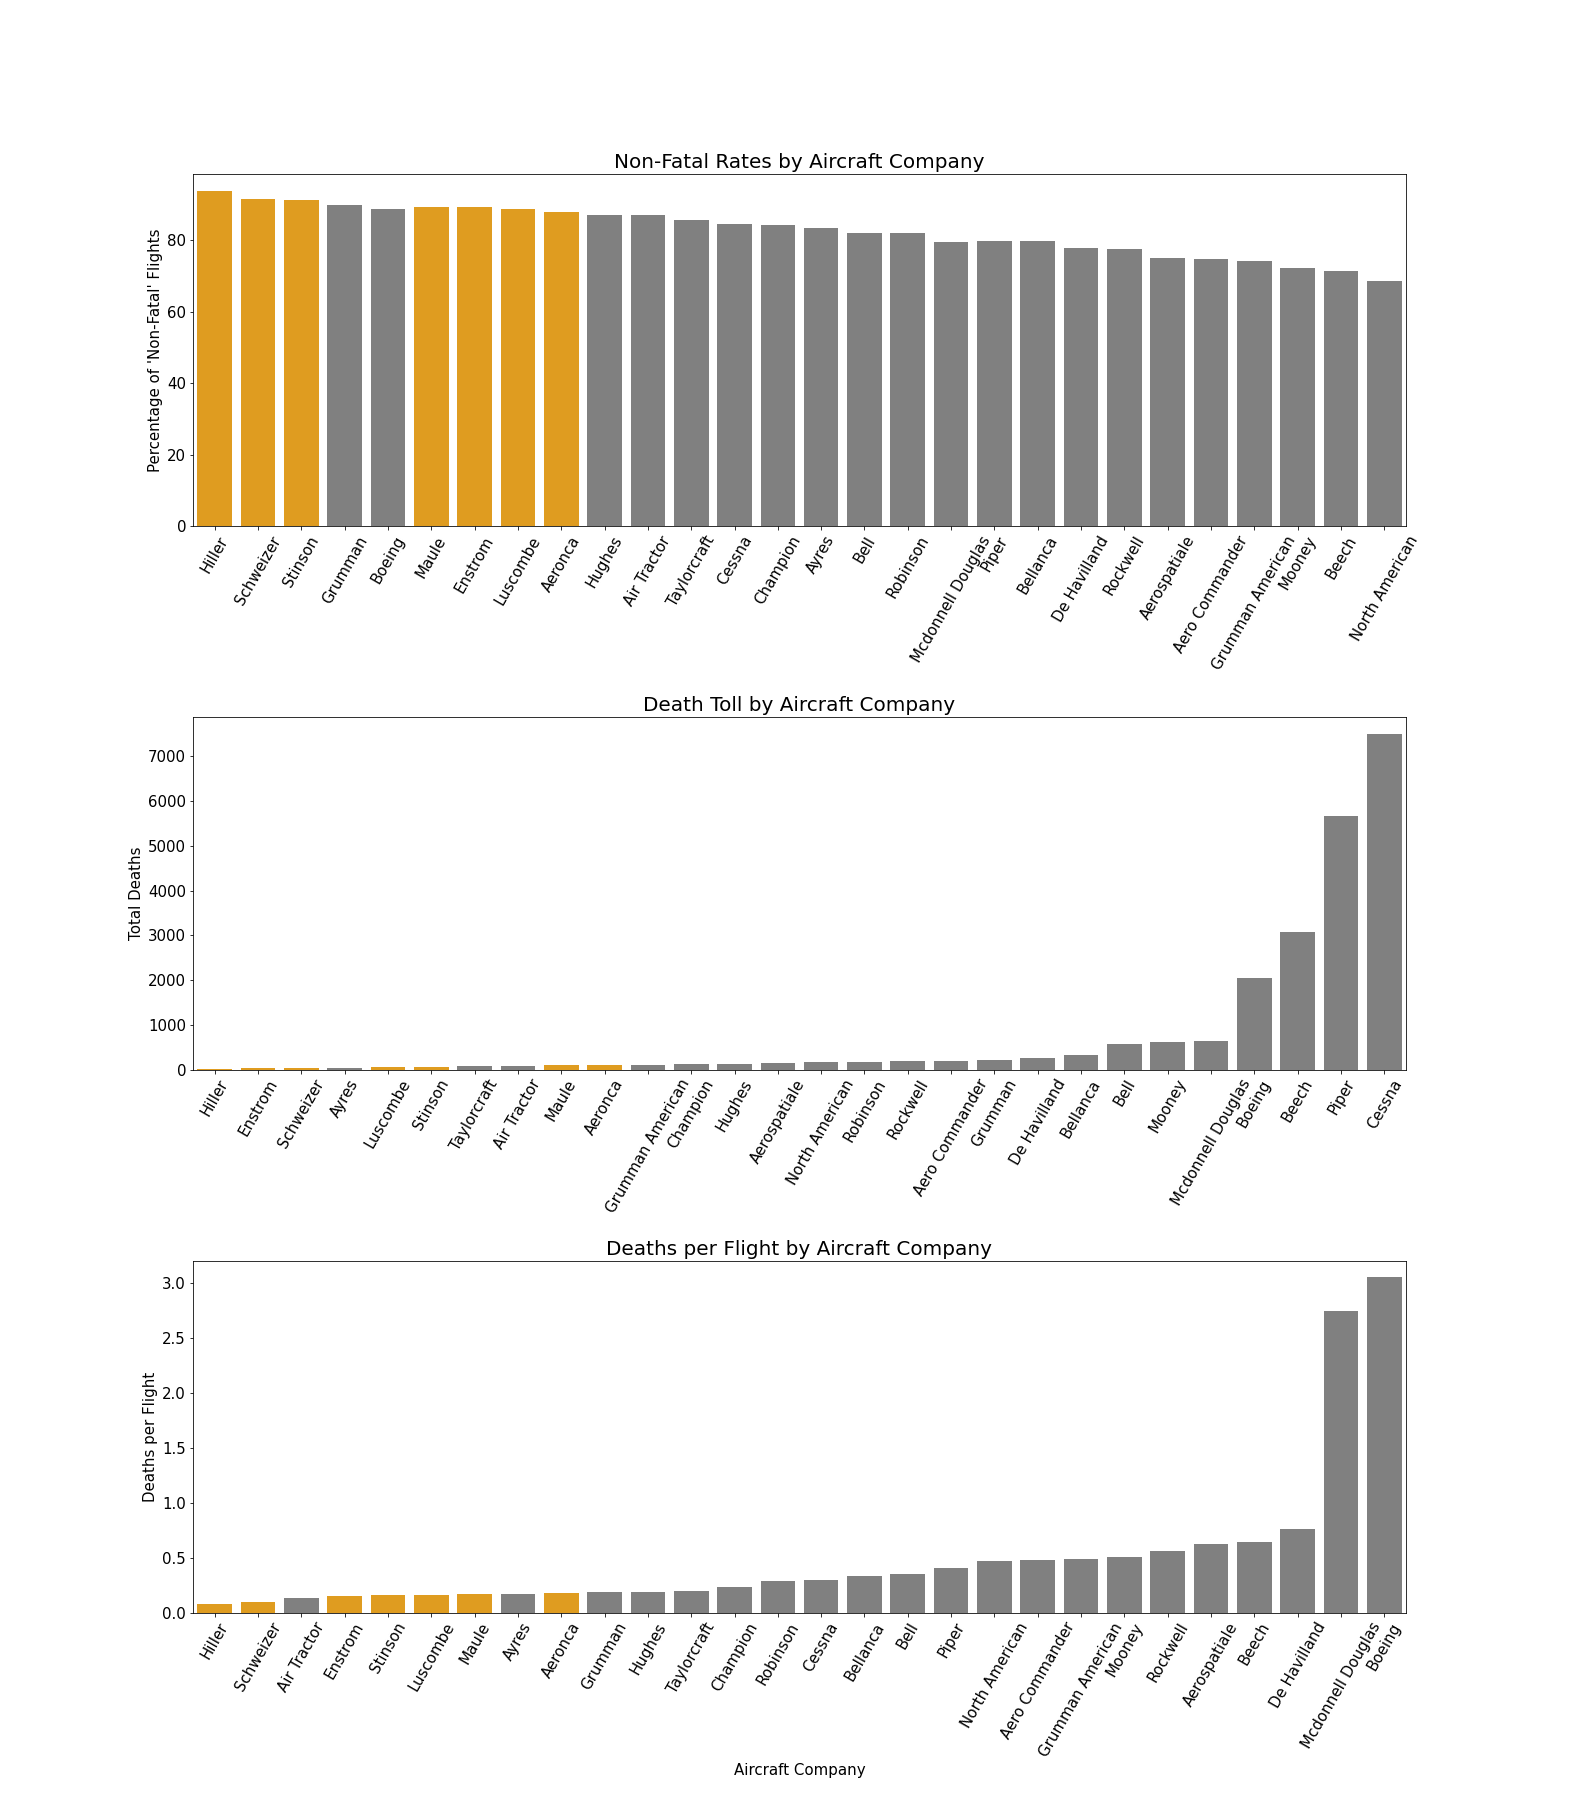 Non-Fatal Rates by Aircraft Company
Percentage of 'Non-Fatal' Flights
80
60
40
20
0
Hiller
Schweizer
Stinson
Grumman
Boeing
Maule
Enstrom
Luscombe
Aeronca
Hughes
Air Tractor
Taylorcraft
Cessna
Champion
Ayres
Bell
Robinson
Mcdonnell Douglas
Piper
Bellanca
De Havilland
Rockwell
Aerospatiale
Aero Commander
Grumman American
Mooney
Beech
North American
Death Toll by Aircraft Company
Total Deaths
7000
6000
5000
4000
3000
2000
1000
0
Hiller
Enstrom
Schweizer
Ayres
Luscombe
Stinson
Taylorcraft
Air Tractor
Maule
Aeronca
Grumman American
Champion
Hughes
Aerospatiale
North American
Robinson
Rockwell
Aero Commander
Grumman
De Havilland
Bellanca
Bell
Mooney
Mcdonnell Douglas
Boeing
Beech
Piper
Cessna
Deaths per Flight by Aircraft Company
Deaths per Flight
3.0
2.5
2.0
1.5
1.0
0.5
0.0
Hiller
Schweizer
Air Tractor
Enstrom
Stinson
Luscombe
Maule
Ayres
Aeronca
Grumman
Hughes
Taylorcraft
Champion
Robinson
Cessna
Bellanca
Bell
Piper
North American
Aero Commander
Grumman American
Mooney
Rockwell
Aerospatiale
Beech
De Havilland
Mcdonnell Douglas
Boeing
Aircraft Company